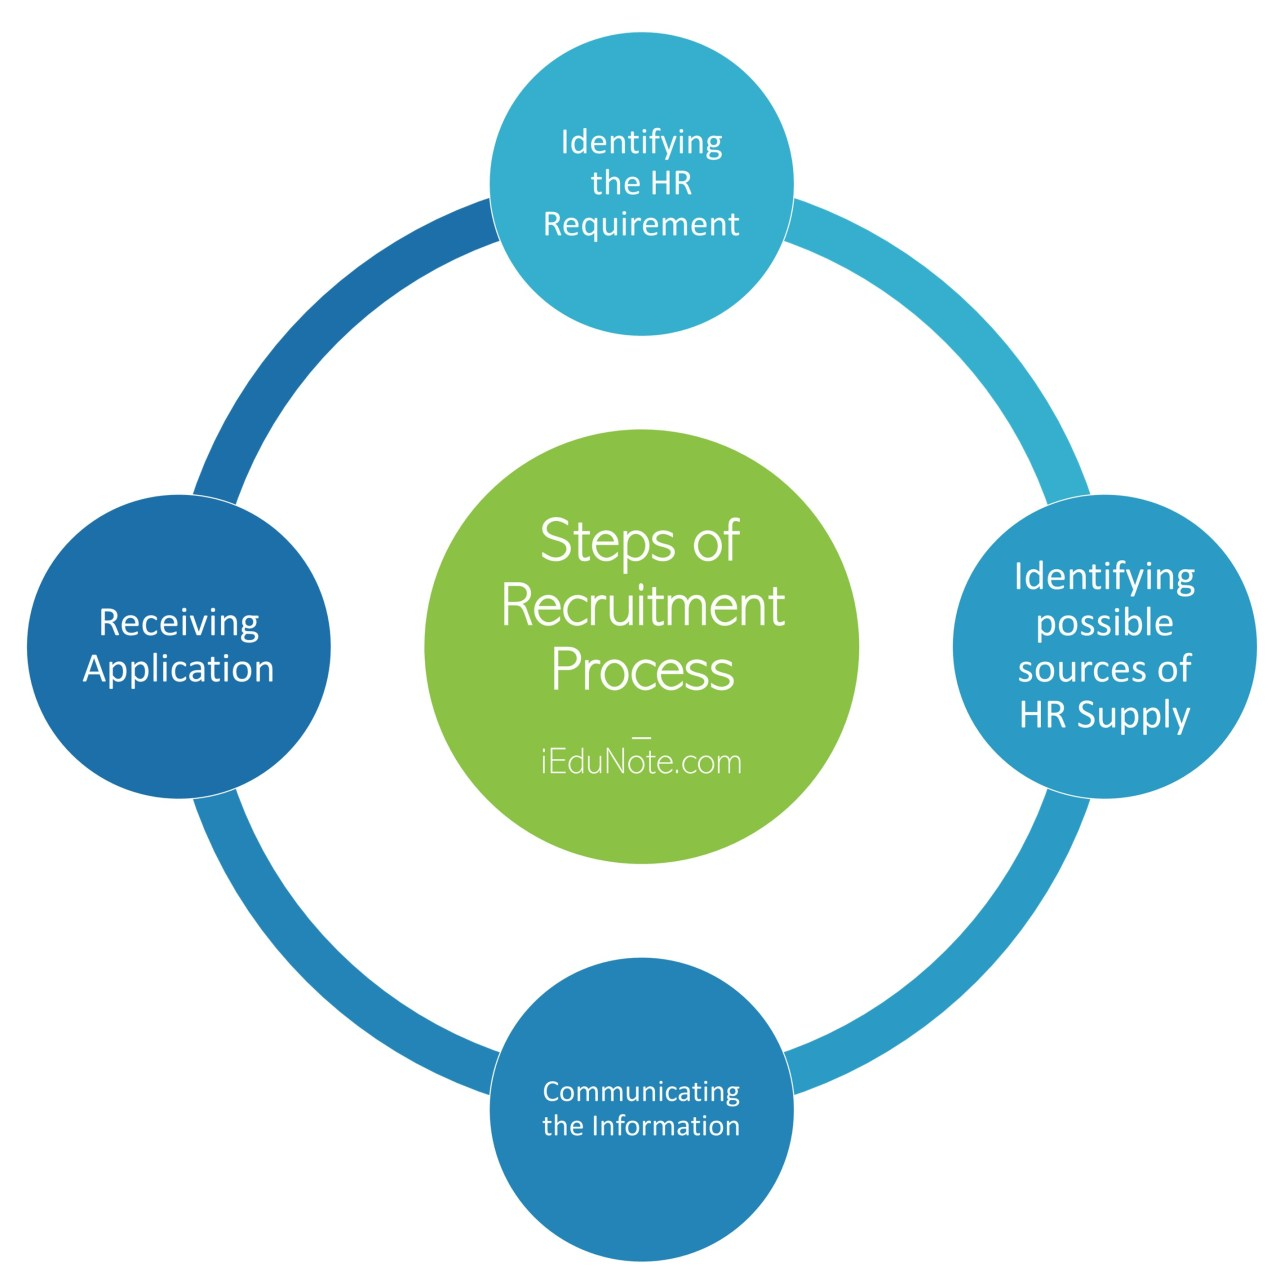 Identifying
the HR
Requirement
Steps of
Recruitment
Process
–
iEduNote.com
Identifying
possible
sources of
HR Supply
Communicating
the Information
Receiving
Application